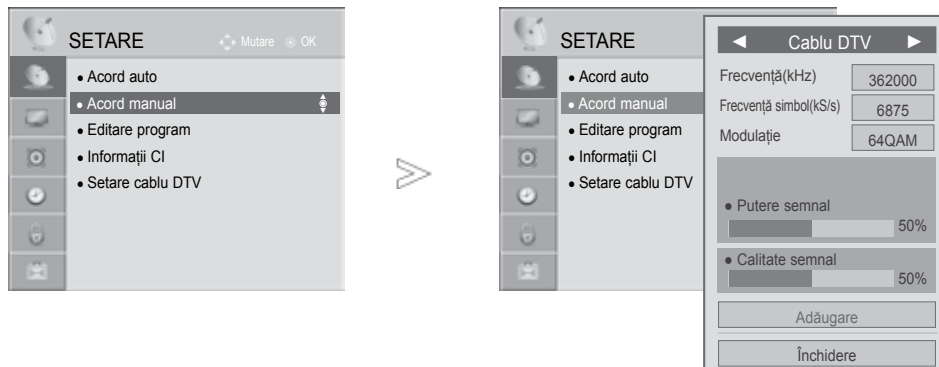 SETARE
Mutare OK
• Acord auto
• Acord manual
• Editare program
• Informații CI
• Setare cablu DTV
SETARE
• Acord auto
• Acord manual
• Editare program
• Informații CI
• Setare cablu DTV
◄ Cablu DTV ►
Frecvență(kHz) 362000
Frecvență simbol(kS/s) 6875
Modulație 64QAM
• Putere semnal
50%
• Calitate semnal
50%
Adăugare
Închidere